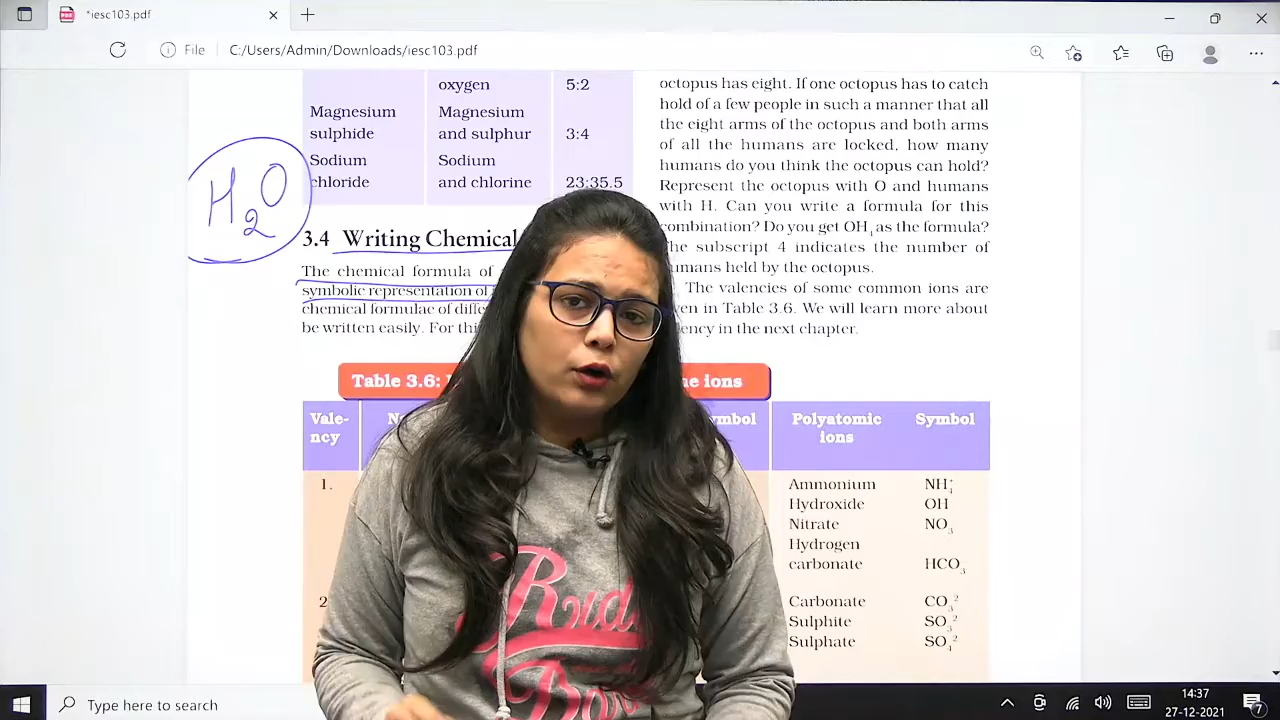 *iesc103.pdf
File C:/Users/Admin/Downloads/iesc103.pdf
oxygen 5:2
Magnesium Magnesium
sulphide and sulphur 3:4
Sodium Sodium
chloride and chlorine 23:35.5
H2O
3.4 Writing Chemical
The chemical formula of
symbolic representation of
chemical formulae of
be written easily. For
octopus has eight. If one octopus has to catch
hold of a few people in such a manner that all
the eight arms of the octopus and both arms
of all the humans are locked, how many
humans do you think the octopus can hold?
Represent the octopus with O and humans
with H. Can you write a formula for this
combination? Do you get OH4 as the formula?
The subscript 4 indicates the number of
humans held by the octopus.
The valencies of some common ions are
in Table 3.6. We will learn more about
in the next chapter.
Table 3.6: ions
Vale-
ncy
Polyatomic Symbol
ions
1. Ammonium NH4+
Hydroxide OH
Nitrate NO3
Hydrogen
carbonate HCO3
2 Carbonate CO3 2
Sulphite SO3 2
Sulphate SO4 2
Rude
Type here to search
14:37
27-12-2021
7